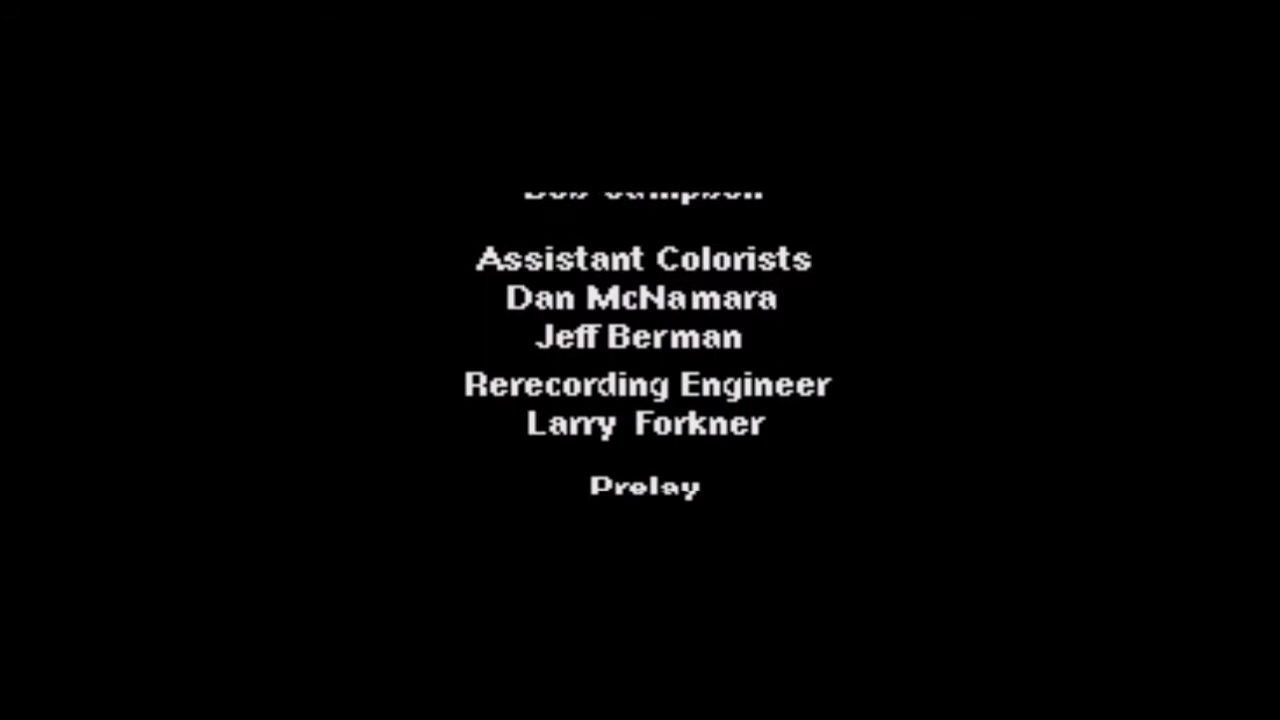 Assistant Colorists
Dan McNamara
Jeff Berman
Rerecording Engineer
Larry Forkner
Prelay